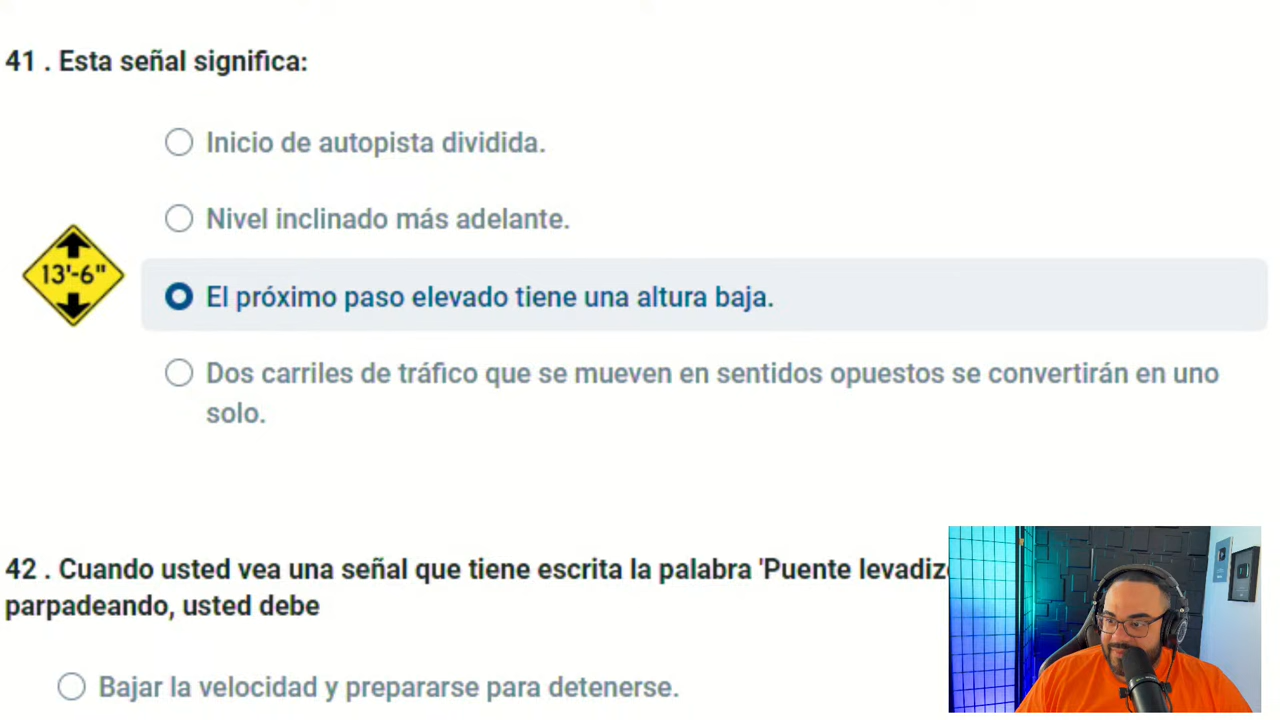 41 . Esta señal significa:
Inicio de autopista dividida.
Nivel inclinado más adelante.
13'-6"
El próximo paso elevado tiene una altura baja.
Dos carriles de tráfico que se mueven en sentidos opuestos se convertirán en uno
solo.
42 . Cuando usted vea una señal que tiene escrita la palabra 'Puente
parpadeando, usted debe
Bajar la velocidad y prepararse para detenerse.